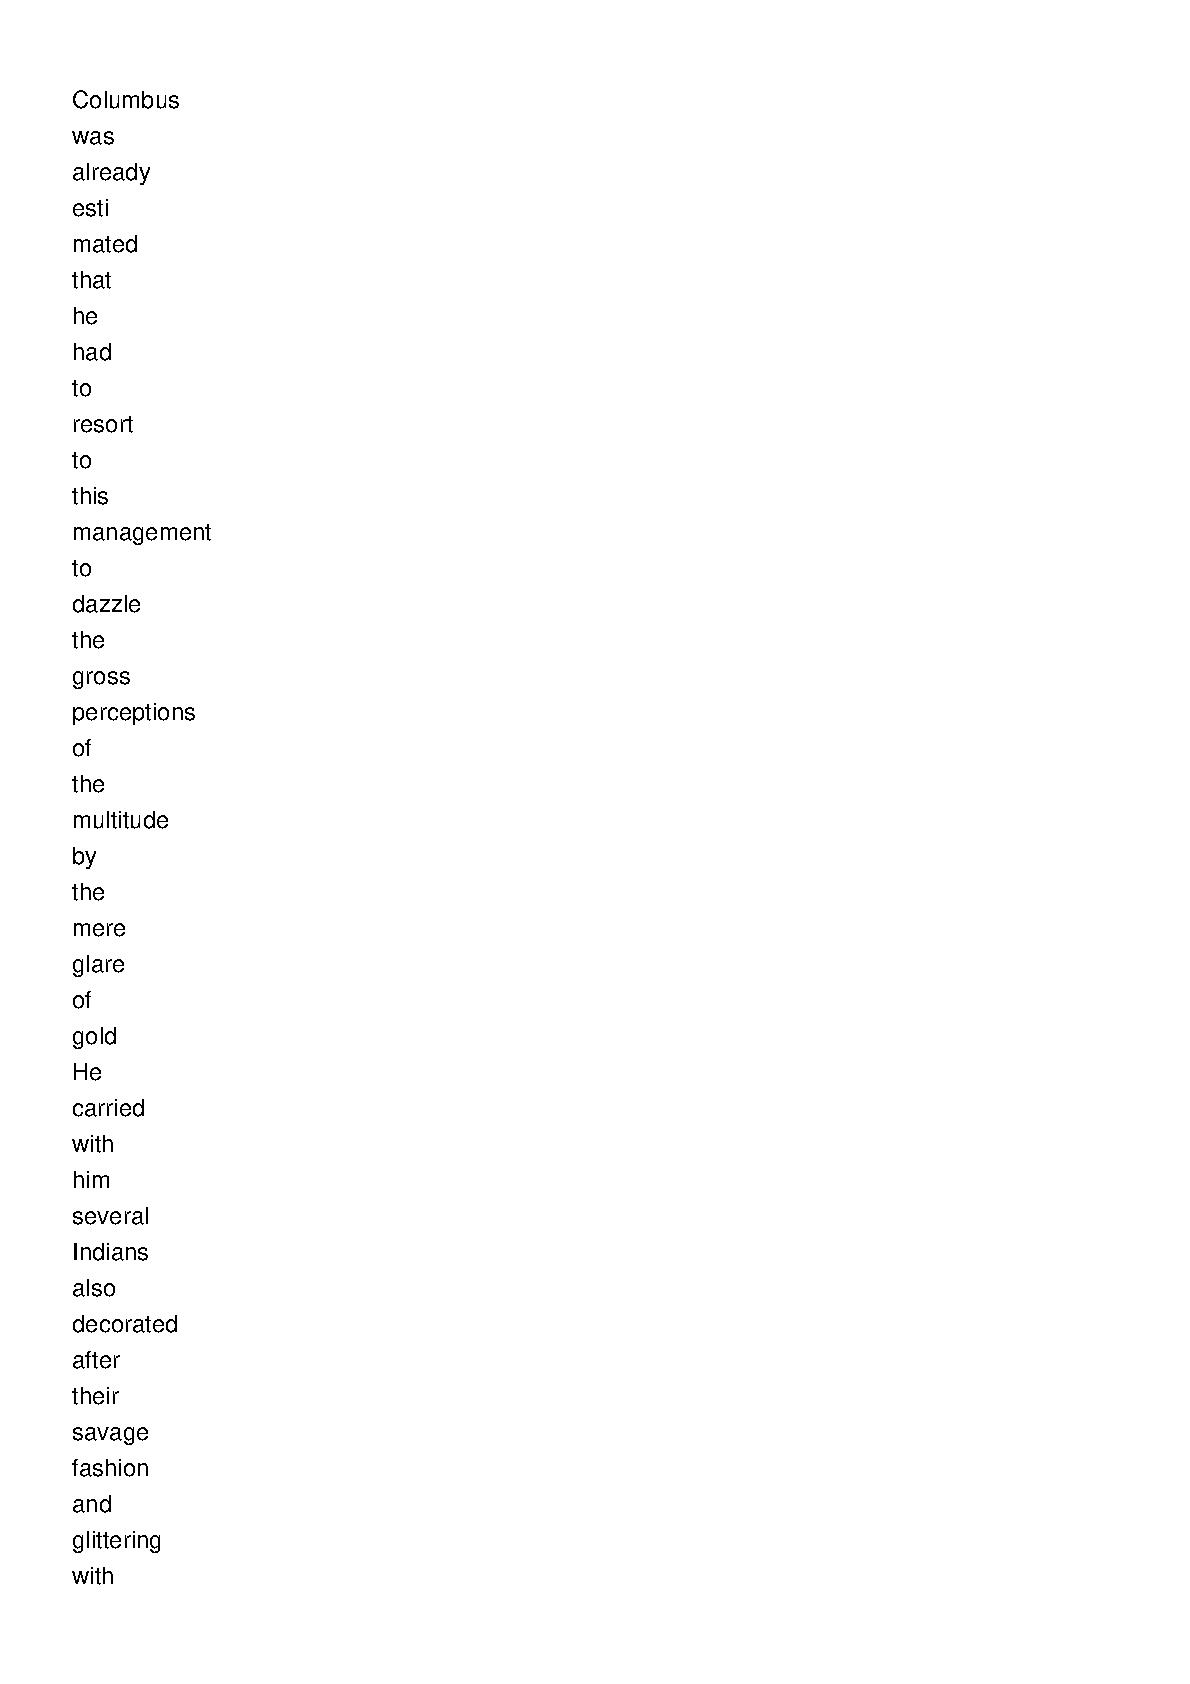 Columbus
was
already
esti
mated
that
he
had
to
resort
to
this
management
to
dazzle
the
gross
perceptions
of
the
multitude
by
the
mere
glare
of
gold
He
carried
with
him
several
Indians
also
decorated
after
their
savage
fashion
and
glittering
with